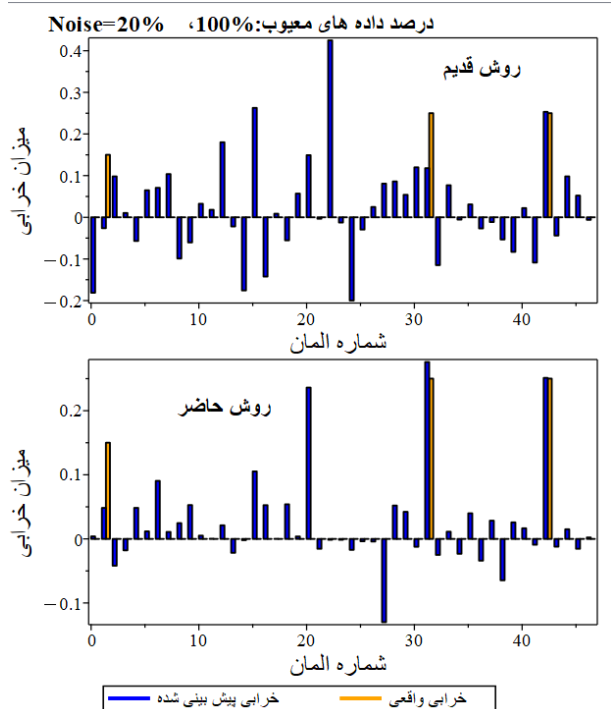 درصد داده های معیوب:100%، Noise=20%
روش قدیم
میزان خرابی
0.4
0.3
0.2
0.1
0
−0.1
−0.2
0 10 20 30 40
شماره المان
روش حاضر
میزان خرابی
0.2
0.1
0
−0.1
0 10 20 30 40
شماره المان
خرابی پیش بینی شده خرابی واقعی